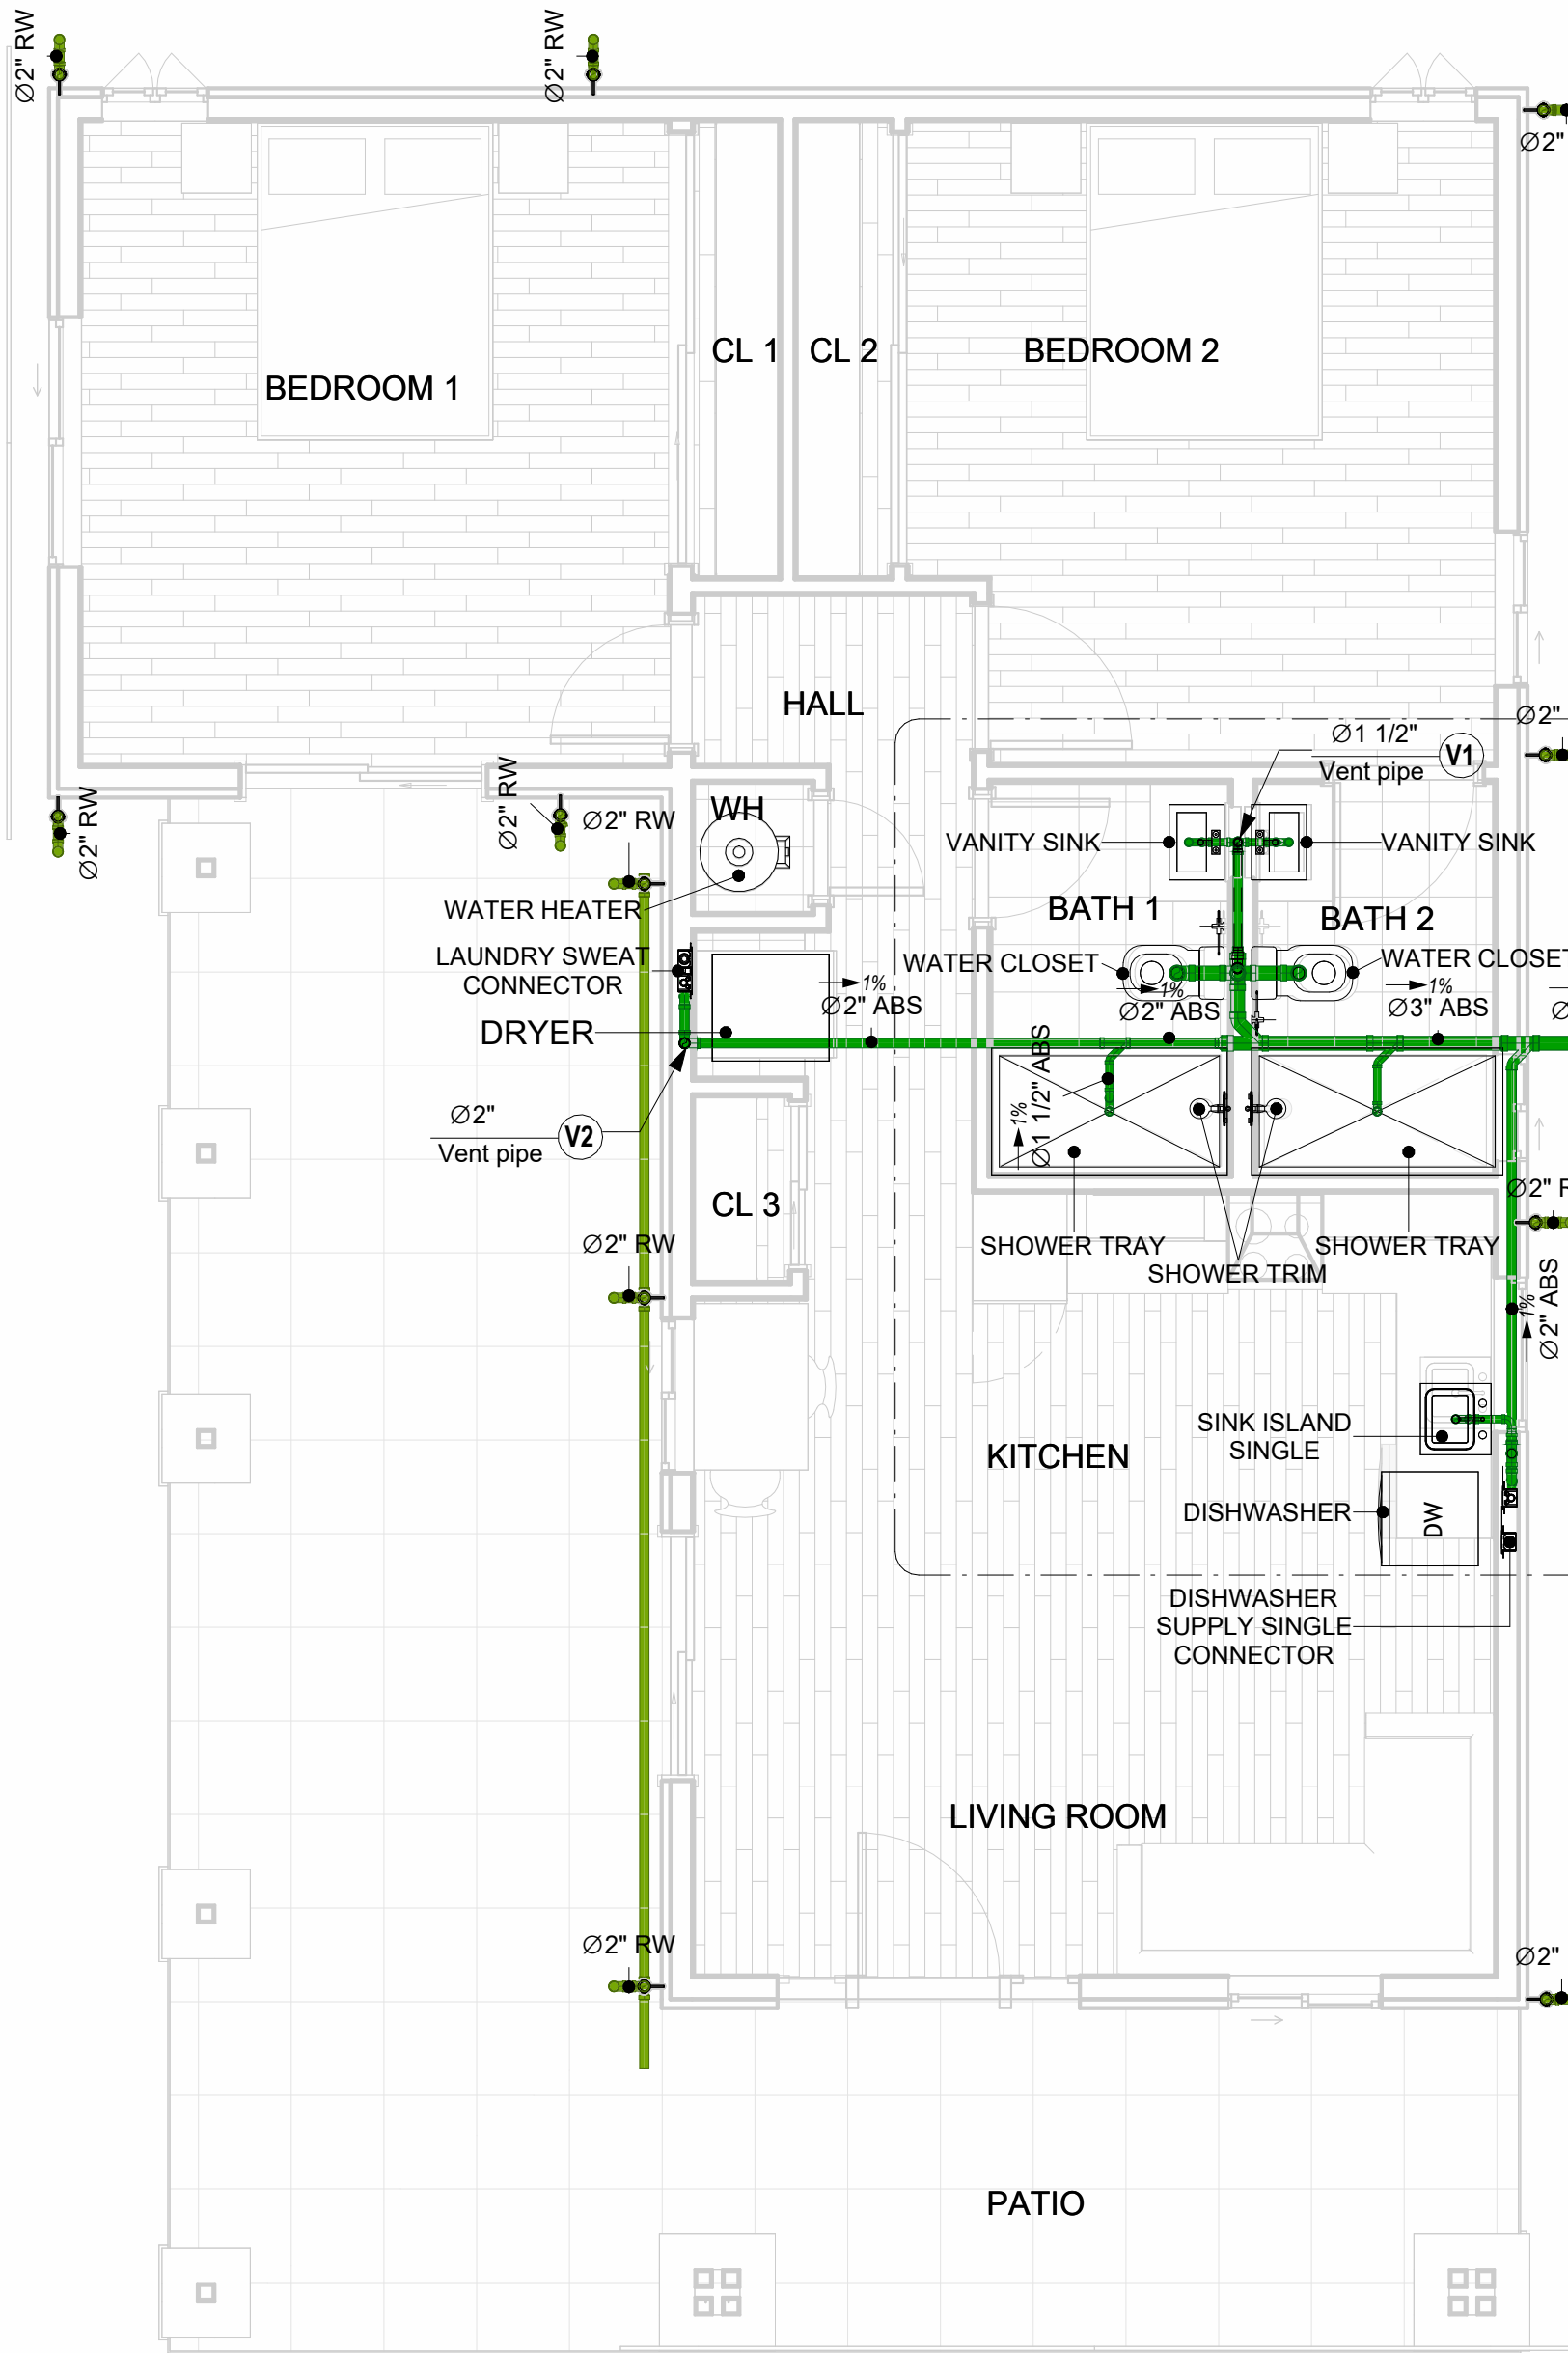 Ø2" RW
Ø2" RW
Ø2"
CL 1
CL 2
BEDROOM 2
BEDROOM 1
HALL
Ø2"
Ø1 1/2"
Vent pipe
V1
Ø2" RW
Ø2" RW
Ø2" RW
WH
VANITY SINK
VANITY SINK
WATER HEATER
BATH 1
BATH 2
LAUNDRY SWEAT
CONNECTOR
WATER CLOSET
WATER CLOSET
1%
Ø2" ABS
1%
Ø2" ABS
1%
Ø3" ABS
DRYER
1%
Ø1 1/2" ABS
Ø2"
Vent pipe
V2
CL 3
Ø2" R
Ø2" RW
SHOWER TRAY
SHOWER TRIM
SHOWER TRAY
1%
Ø2" ABS
SINK ISLAND
SINGLE
KITCHEN
DISHWASHER
DW
DISHWASHER
SUPPLY SINGLE
CONNECTOR
LIVING ROOM
Ø2" RW
Ø2"
PATIO